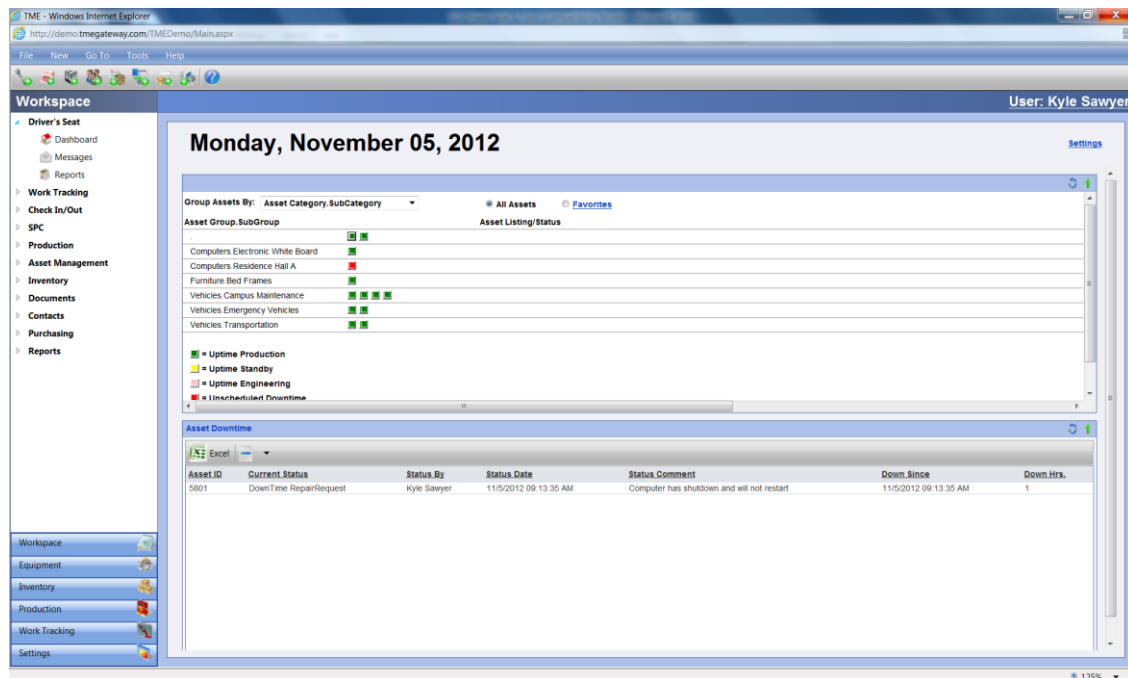 TME - Windows Internet Explorer
http://demo.tmegateway.com/TMEDemo/Main.aspx
File New Go To Tools Help
Workspace
User: Kyle Sawyer
Driver's Seat
Dashboard
Messages
Reports
Work Tracking
Check In/Out
SPC
Production
Asset Management
Inventory
Documents
Contacts
Purchasing
Reports
Monday, November 05, 2012
Settings
Group Assets By: Asset Category.SubCategory All Assets Favorites
Asset Group.SubGroup Asset Listing/Status
.
Computers.Electronic White Board
Computers.Residence Hall A
Furniture.Bed Frames
Vehicles.Campus Maintenance
Vehicles.Emergency Vehicles
Vehicles.Transportation
= Uptime Production
= Uptime Standby
= Uptime Engineering
= Unscheduled Downtime
Asset Downtime
Excel
Asset ID Current Status Status By Status Date Status Comment Down Since Down Hrs.
5801 DownTime RepairRequest Kyle Sawyer 11/5/2012 09:13:35 AM Computer has shutdown and will not restart 11/5/2012 09:13:35 AM 1
Workspace
Equipment
Inventory
Production
Work Tracking
Settings
125%